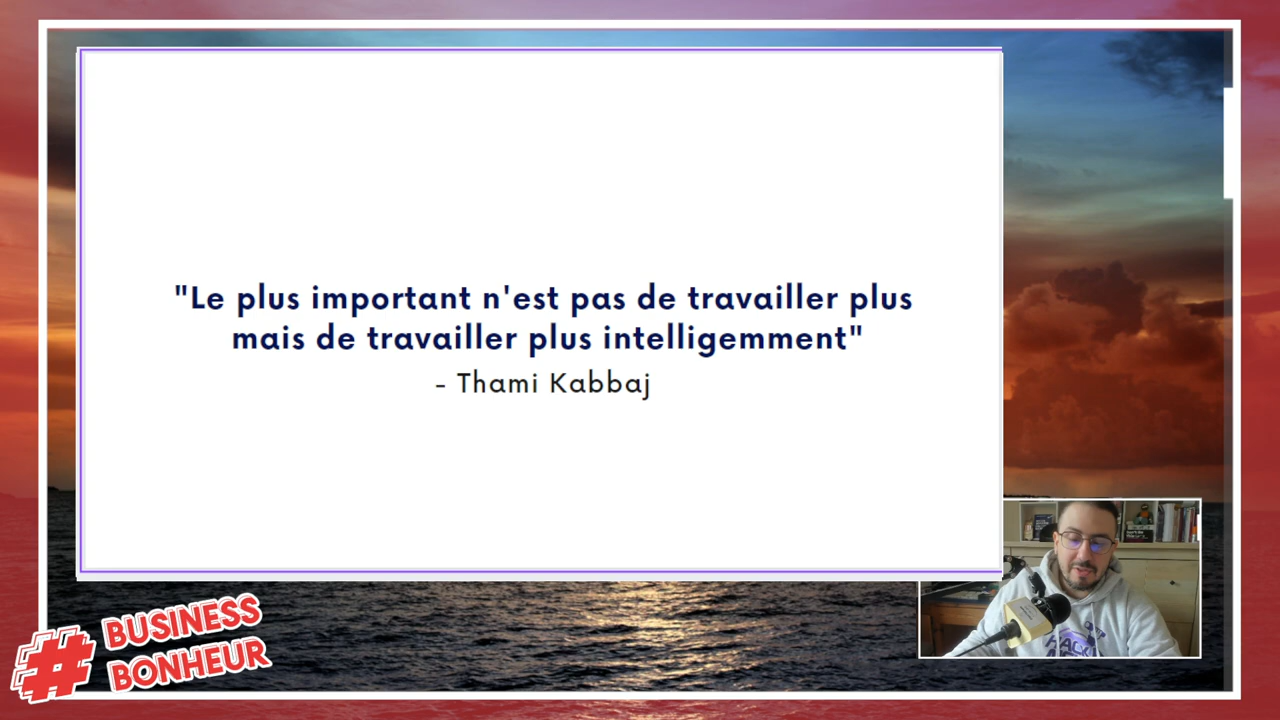 "Le plus important n'est pas de travailler plus
mais de travailler plus intelligemment"
- Thami Kabbaj
# BUSINESS
BONHEUR